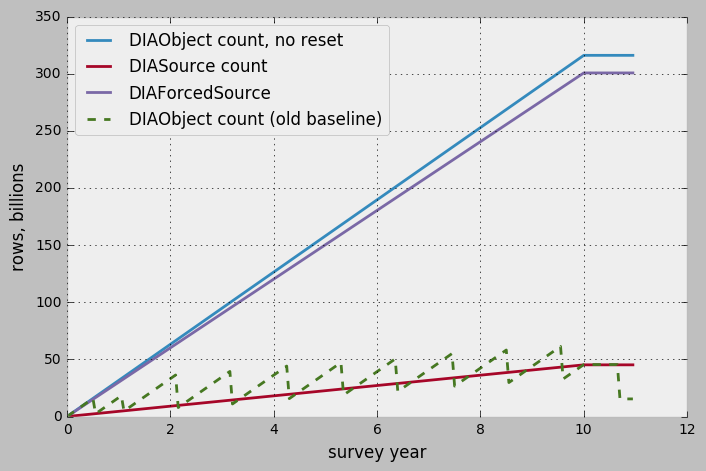 350
300
250
200
150
100
50
0
rows, billions
DIAObject count, no reset
DIASource count
DIAForcedSource
DIAObject count (old baseline)
0 2 4 6 8 10 12
survey year